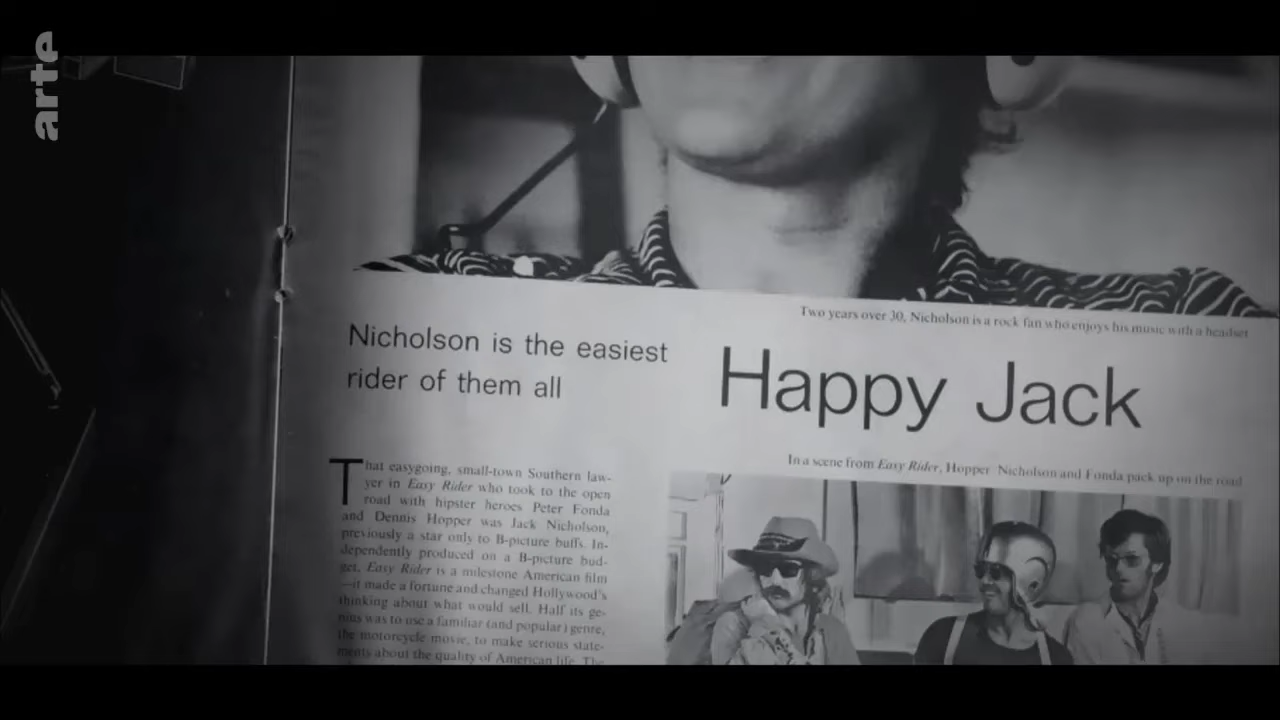 arte
Two years over 30, Nicholson is a rock fan who enjoys his music with a headset
Nicholson is the easiest
rider of them all
Happy Jack
In a scene from Easy Rider, Hopper Nicholson and Fonda pack up on the road
That easygoing, small-town Southern law-
yer in Easy Rider who took to the open
road with hipster heroes Peter Fonda
and Dennis Hopper was Jack Nicholson,
previously a star only to B-picture buffs. In-
dependently produced on a B-picture bud-
get, Easy Rider is a milestone American film
—it made a fortune and changed Hollywood's
thinking about what would sell. Half its ge-
nius was to use a familiar (and popular) genre,
the motorcycle movie, to make serious state-
ments about the quality of American life. The